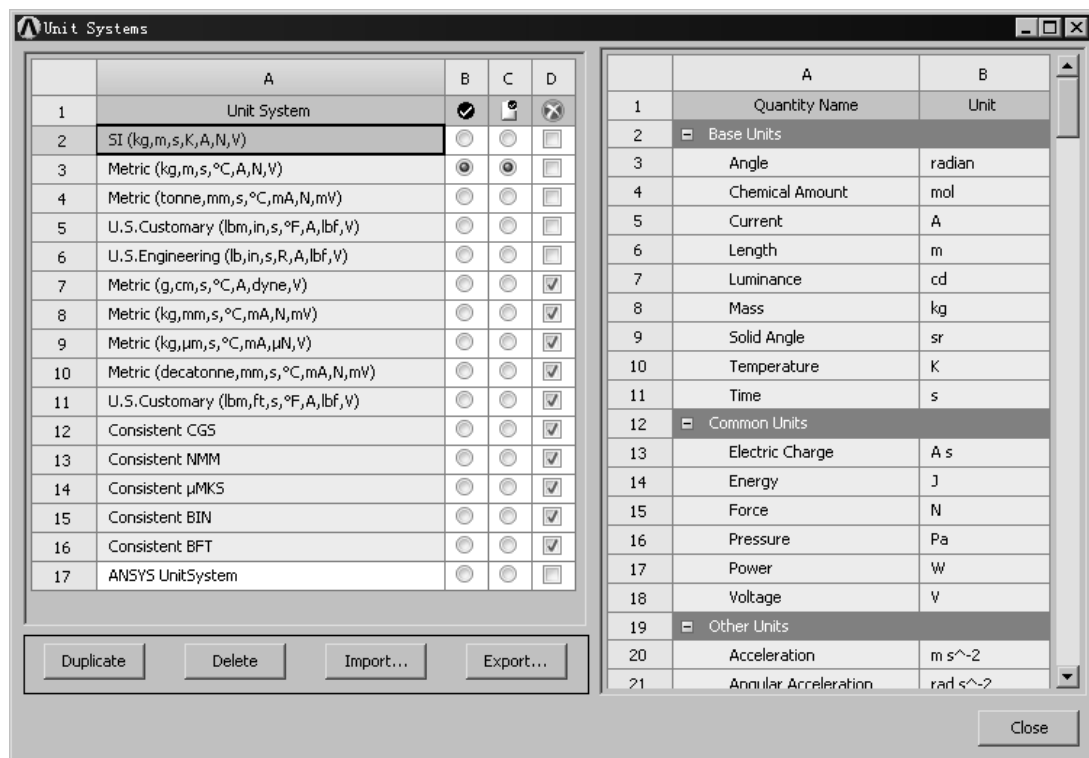 Unit Systems
A B C D
1 Unit System
2 SI (kg,m,s,K,A,N,V)
3 Metric (kg,m,s,°C,A,N,V)
4 Metric (tonne,mm,s,°C,mA,N,mV)
5 U.S.Customary (lbm,in,s,°F,A,lbf,V)
6 U.S.Engineering (lb,in,s,R,A,lbf,V)
7 Metric (g,cm,s,°C,A,dyne,V)
8 Metric (kg,mm,s,°C,mA,N,mV)
9 Metric (kg,µm,s,°C,mA,µN,V)
10 Metric (decatonne,mm,s,°C,mA,N,mV)
11 U.S.Customary (lbm,ft,s,°F,A,lbf,V)
12 Consistent CGS
13 Consistent NMM
14 Consistent µMKS
15 Consistent BIN
16 Consistent BFT
17 ANSYS UnitSystem
Duplicate Delete Import... Export...
A B
1 Quantity Name Unit
2 Base Units
3 Angle radian
4 Chemical Amount mol
5 Current A
6 Length m
7 Luminance cd
8 Mass kg
9 Solid Angle sr
10 Temperature K
11 Time s
12 Common Units
13 Electric Charge A s
14 Energy J
15 Force N
16 Pressure Pa
17 Power W
18 Voltage V
19 Other Units
20 Acceleration m s^-2
21 Angular Acceleration rad s^-2
Close